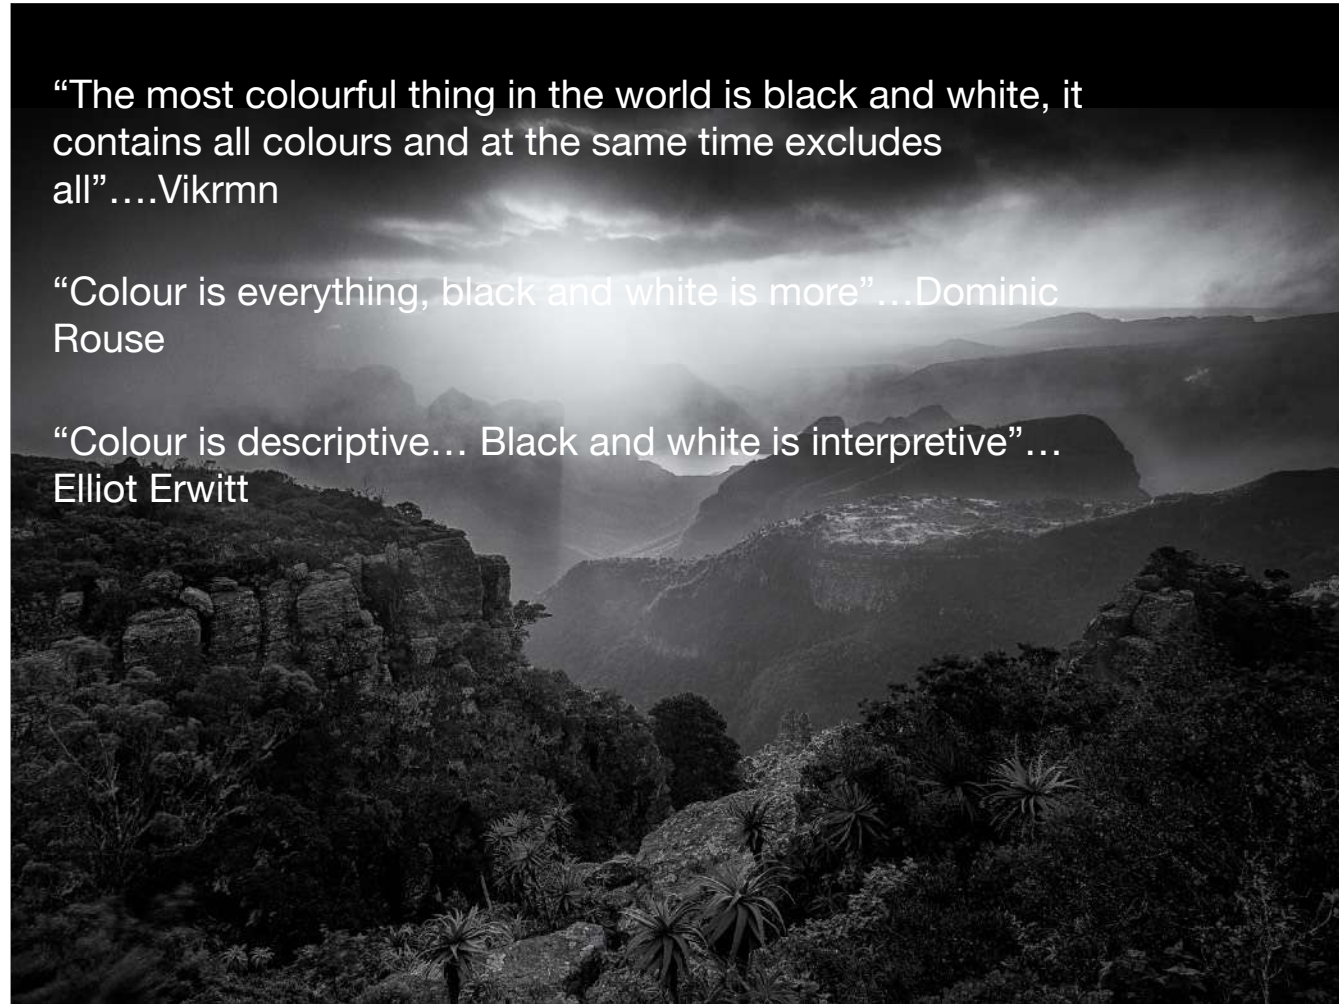 “The most colourful thing in the world is black and white, it
contains all colours and at the same time excludes
all”….Vikrmn
“Colour is everything, black and white is more”…Dominic
Rouse
“Colour is descriptive… Black and white is interpretive”…
Elliot Erwitt